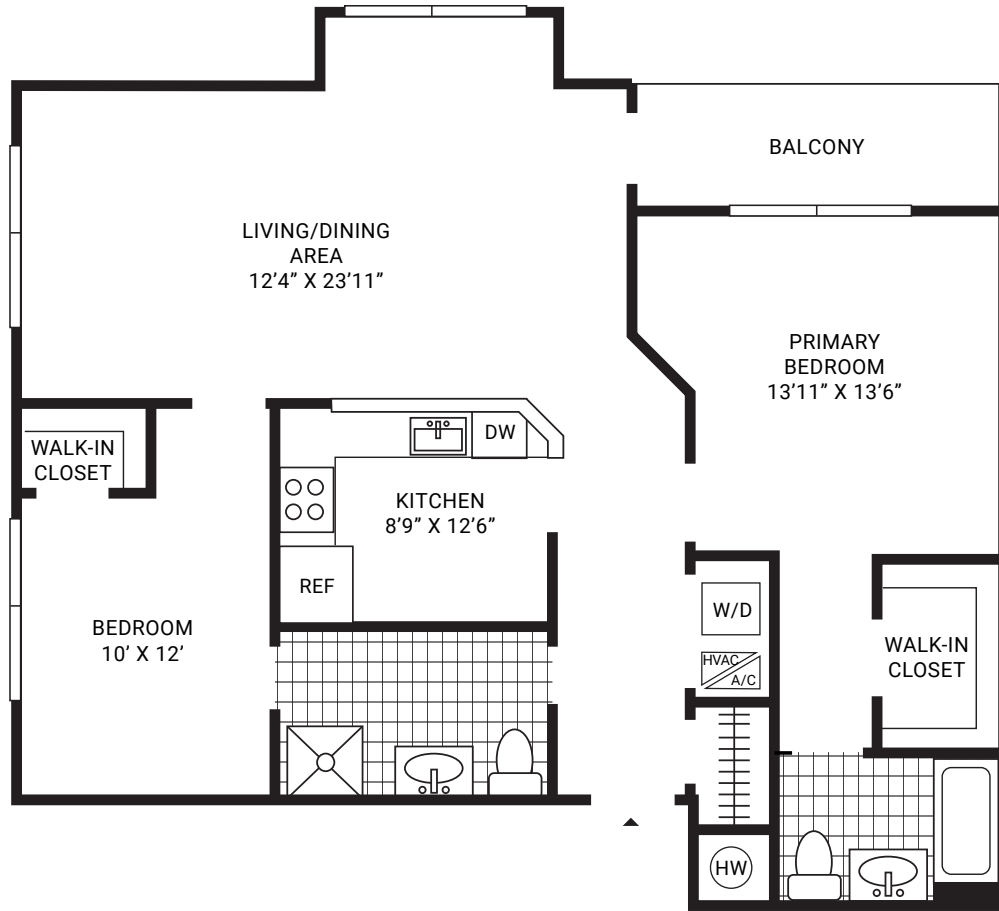 BALCONY
LIVING/DINING
AREA
12’4” X 23’11”
PRIMARY
BEDROOM
13’11” X 13’6”
WALK-IN
CLOSET
DW
KITCHEN
8’9” X 12’6”
REF
BEDROOM
10’ X 12’
W/D
HVAC
A/C
WALK-IN
CLOSET
HW